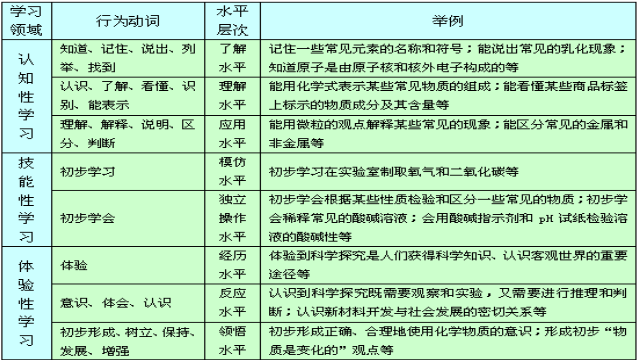 学习
领域
行为动词
水平
层次
举例
认
知
性
学
习
知道、记住、说出、列
举、找到
了解
水平
记住一些常见元素的名称和符号；能说出常见的乳化现象；
知道原子是由原子核和核外电子构成的等
认识、了解、看懂、识
别、能表示
理解
水平
能用化学式表示某些常见物质的组成；能看懂某些商品标签
上标示的物质成分及其含量等
理解、解释、说明、区
分、判断
应用
水平
能用微粒的观点解释某些常见的现象；能区分常见的金属和
非金属等
技
能
性
学
习
初步学习
模仿
水平
初步学习在实验室制取氧气和二氧化碳等
初步学会
独立
操作
水平
初步学会根据某些性质检验和区分一些常见的物质；初步学
会稀释常见的酸碱溶液；会用酸碱指示剂和 pH 试纸检验溶
液的酸碱性等
体
验
性
学
习
体验
经历
水平
体验到科学探究是人们获得科学知识、认识客观世界的重要
途径等
意识、体会、认识
反应
水平
认识到科学探究既需要观察和实验，又需要进行推理和判
断；认识新材料开发与社会发展的密切关系等
初步形成、树立、保持、
发展、增强
领悟
水平
初步形成正确、合理地使用化学物质的意识；形成初步“物
质是变化的”观点等